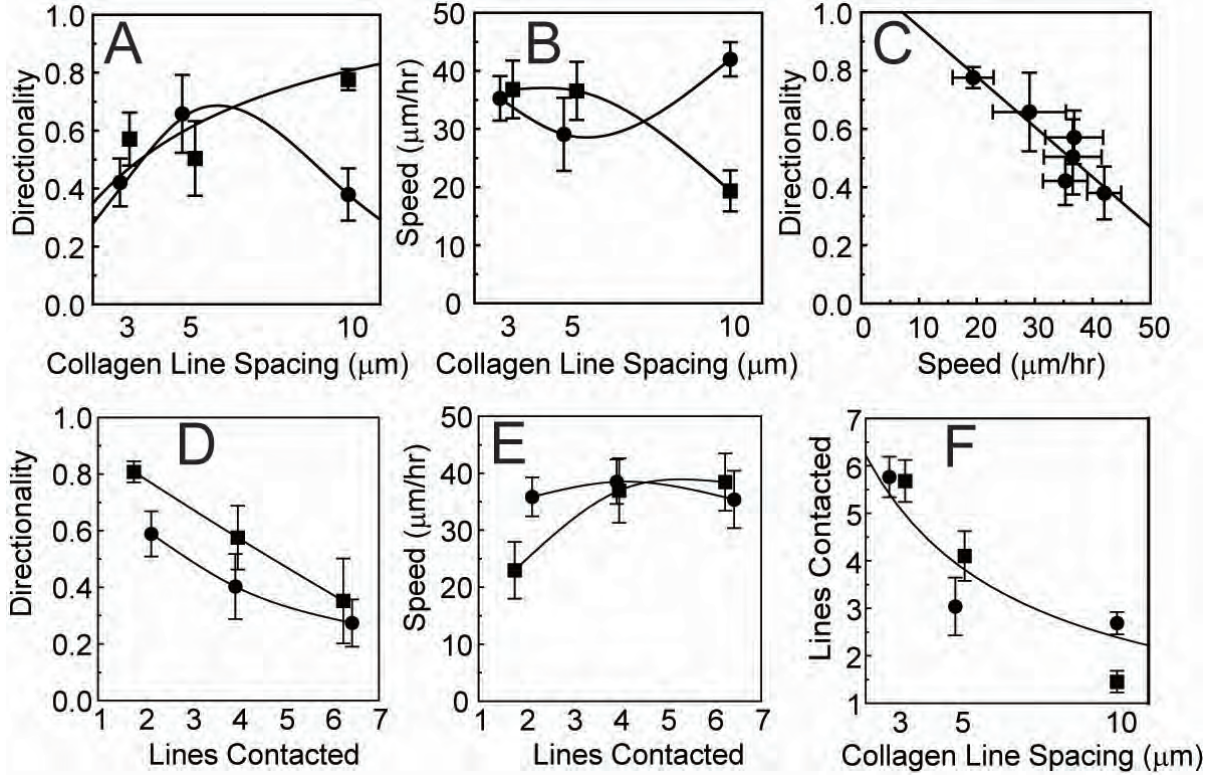 A
Directionality
1.0
0.8
0.6
0.4
0.2
0.0
3 5 10
Collagen Line Spacing (μm)
B
Speed (μm/hr)
50
40
30
20
10
0
3 5 10
Collagen Line Spacing (μm)
C
Directionality
1.0
0.8
0.6
0.4
0.2
0.0
0 10 20 30 40 50
Speed (μm/hr)
D
Directionality
1.0
0.8
0.6
0.4
0.2
0.0
1 2 3 4 5 6 7
Lines Contacted
E
Speed (μm/hr)
50
40
30
20
10
0
1 2 3 4 5 6 7
Lines Contacted
F
Lines Contacted
7
6
5
4
3
2
1
3 5 10
Collagen Line Spacing (μm)